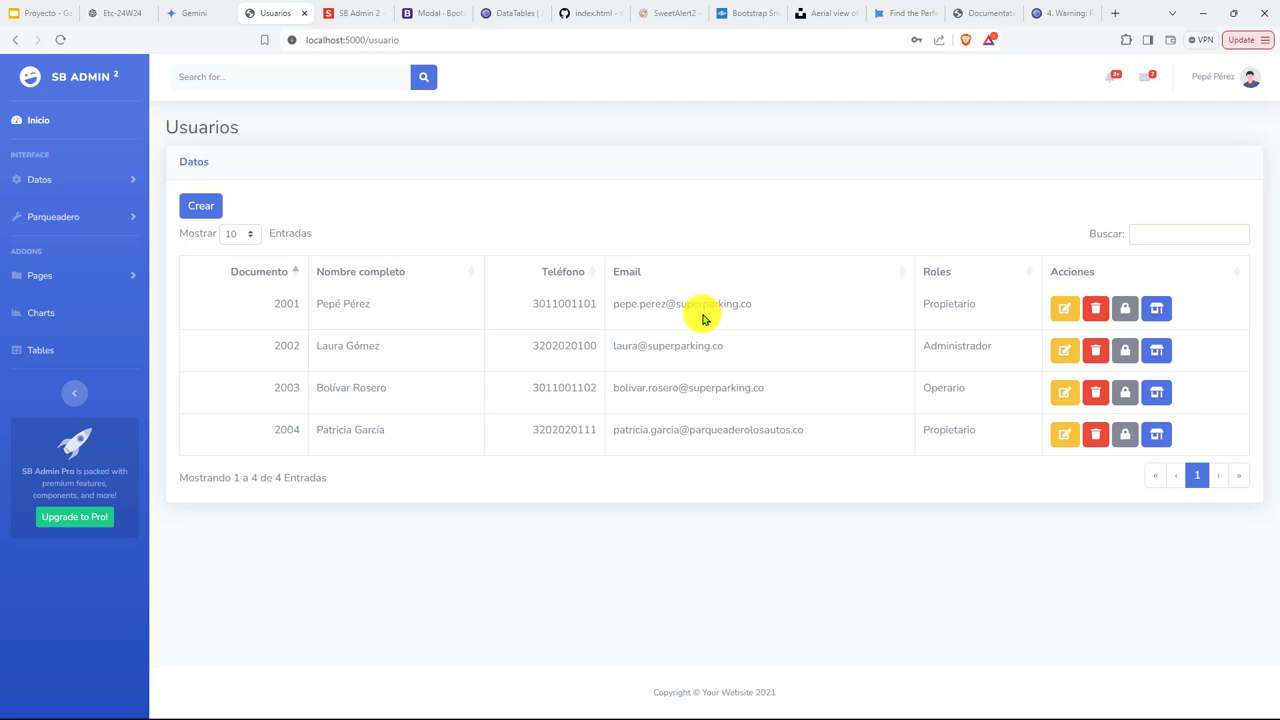 Proyecto - Ga
Etc-24W24
Gemini
Usuarios
SB Admin 2 -
Modal · Boots
DataTables |
index.html - s
SweetAlert2
Bootstrap Sni
Aerial view of
Find the Perfe
Documentati
4. Warning: R
localhost:5000/usuario
VPN
Update
SB ADMIN 2
Search for...
3+
7
Pepé Pérez
Inicio
INTERFACE
Datos
Parqueadero
ADDONS
Pages
Charts
Tables
SB Admin Pro is packed with
premium features,
components, and more!
Upgrade to Pro!
Usuarios
Datos
Crear
Mostrar 10 Entradas
Buscar:
Documento Nombre completo Teléfono Email Roles Acciones
2001 Pepé Pérez 3011001101 pepe.perez@superparking.co Propietario
2002 Laura Gómez 3202020100 laura@superparking.co Administrador
2003 Bolívar Rosero 3011001102 bolivar.rosero@superparking.co Operario
2004 Patricia García 3202020111 patricia.garcia@parqueaderolosautos.co Propietario
Mostrando 1 a 4 de 4 Entradas
« ‹ 1 › »
Copyright © Your Website 2021